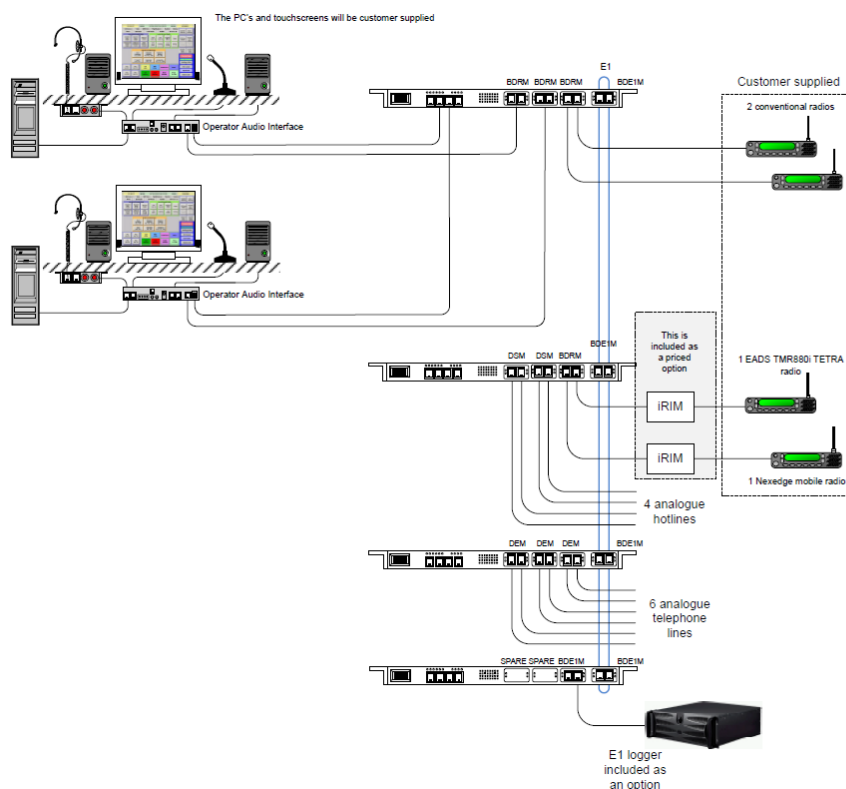 The PC's and touchscreens will be customer supplied
E1
BDRM BDRM BDRM
BDE1M
Customer supplied
2 conventional radios
Operator Audio Interface
Operator Audio Interface
This is
included as
a priced
option
BDE1M
DSM DSM BDRM
1 EADS TMR880i TETRA
radio
iRIM
iRIM
1 Nexedge mobile radio
4 analogue
hotlines
DEM DEM DEM
BDE1M
6 analogue
telephone
lines
SPARE SPARE BDE1M
BDE1M
E1 logger
included as
an option